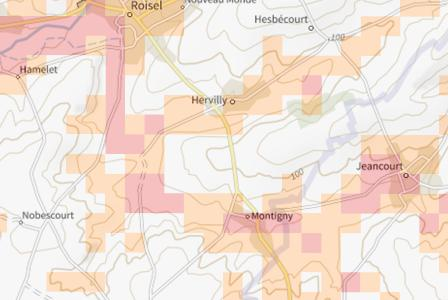 Nouveau Monde
Roisel
Hesbécourt
100
Hamelet
Hervilly
Jeancourt
100
Nobescourt
Montigny